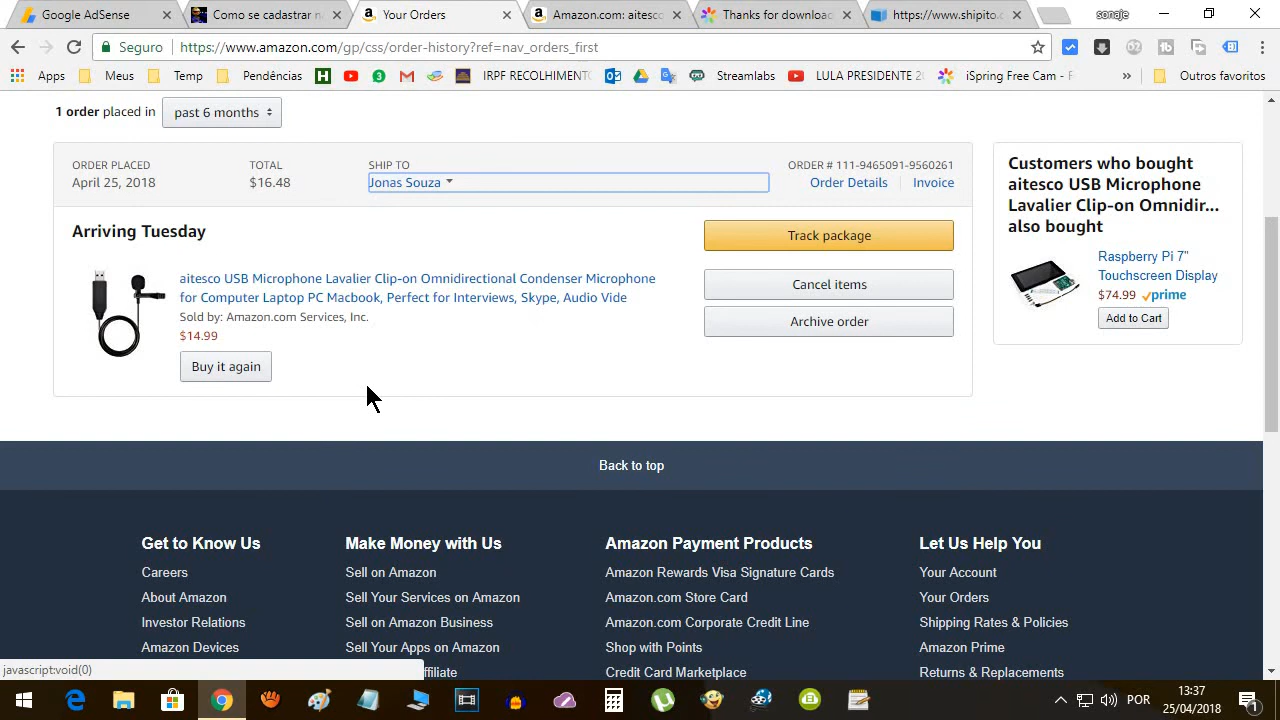 Google AdSense
Como se cadastrar n
Your Orders
Amazon.com: aitesco
Thanks for downloa
https://www.shipito.c
sonaje
Seguro
https://www.amazon.com/gp/css/order-history?ref=nav_orders_first
Apps
Meus
Temp
Pendências
IRPF RECOLHIMENT
Streamlabs
LULA PRESIDENTE 2
iSpring Free Cam - F
»
Outros favoritos
1 order placed in
past 6 months
ORDER PLACED
TOTAL
SHIP TO
ORDER # 111-9465091-9560261
April 25, 2018
$16.48
Jonas Souza
Order Details
Invoice
Arriving Tuesday
Track package
aitesco USB Microphone Lavalier Clip-on Omnidirectional Condenser Microphone
for Computer Laptop PC Macbook, Perfect for Interviews, Skype, Audio Vide
Sold by: Amazon.com Services, Inc.
$14.99
Buy it again
Cancel items
Archive order
Customers who bought
aitesco USB Microphone
Lavalier Clip-on Omnidir...
also bought
Raspberry Pi 7"
Touchscreen Display
$74.99 prime
Add to Cart
Back to top
Get to Know Us
Careers
About Amazon
Investor Relations
Amazon Devices
Make Money with Us
Sell on Amazon
Sell Your Services on Amazon
Sell on Amazon Business
Sell Your Apps on Amazon
ffiliate
Amazon Payment Products
Amazon Rewards Visa Signature Cards
Amazon.com Store Card
Amazon.com Corporate Credit Line
Shop with Points
Credit Card Marketplace
Let Us Help You
Your Account
Your Orders
Shipping Rates & Policies
Amazon Prime
Returns & Replacements
javascript:void(0)
POR
13:37
25/04/2018